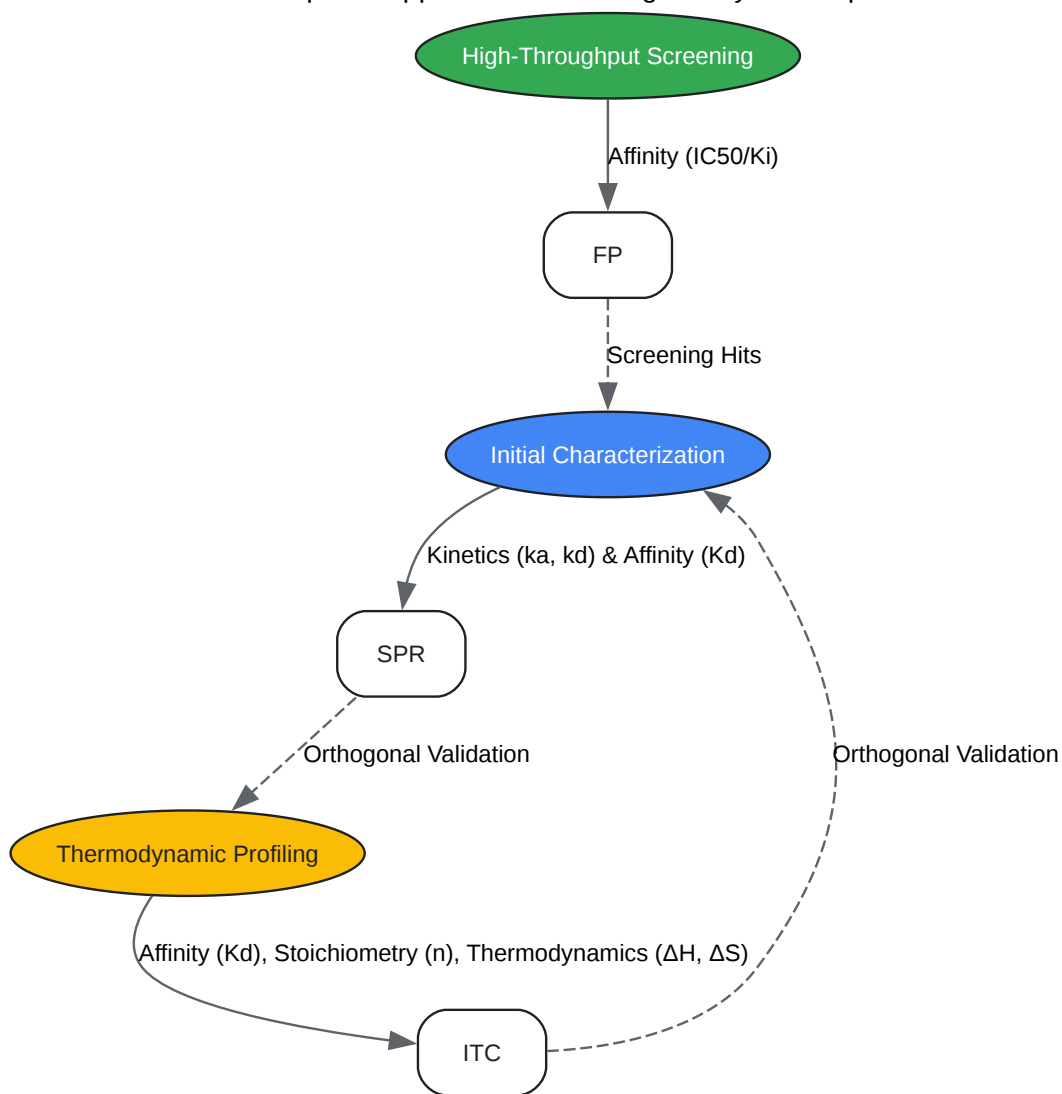 High-Throughput Screening
Affinity (IC50/Ki)
FP
Screening Hits
Initial Characterization
Kinetics (ka, kd) & Affinity (Kd)
SPR
Orthogonal Validation
Orthogonal Validation
Thermodynamic Profiling
Affinity (Kd), Stoichiometry (n), Thermodynamics (ΔH, ΔS)
ITC